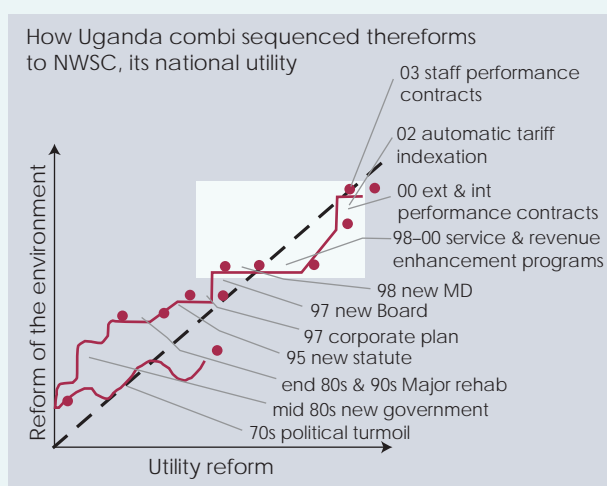 How Uganda combi sequenced thereforms
to NWSC, its national utility
03 staff performance
contracts
02 automatic tariff
indexation
00 ext & int
performance contracts
98–00 service & revenue
enhancement programs
98 new MD
97 new Board
97 corporate plan
95 new statute
end 80s & 90s Major rehab
mid 80s new government
70s political turmoil
Reform of the environment
Utility reform